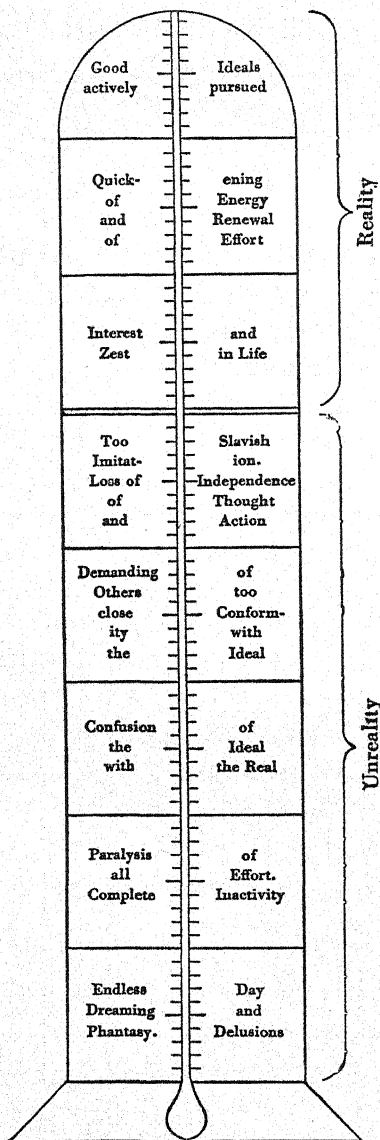 Good Ideals
actively pursued
Quick- ening
of Energy
and Renewal
of Effort
Interest and
Zest in Life
Reality
Too Slavish
Imitat- ion.
Loss of Independence
of Thought
and Action
Demanding of
Others too
close Conform-
ity with
the Ideal
Confusion of
the Ideal
with the Real
Paralysis of
all Effort.
Complete Inactivity
Endless Day
Dreaming and
Phantasy. Delusions
Unreality